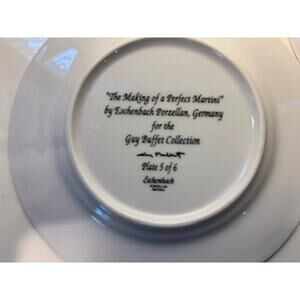 "The Making of a Perfect Martini"
by Eschenbach Porzellan, Germany
for the
Guy Buffet Collection
Plate 5 of 6
Eschenbach